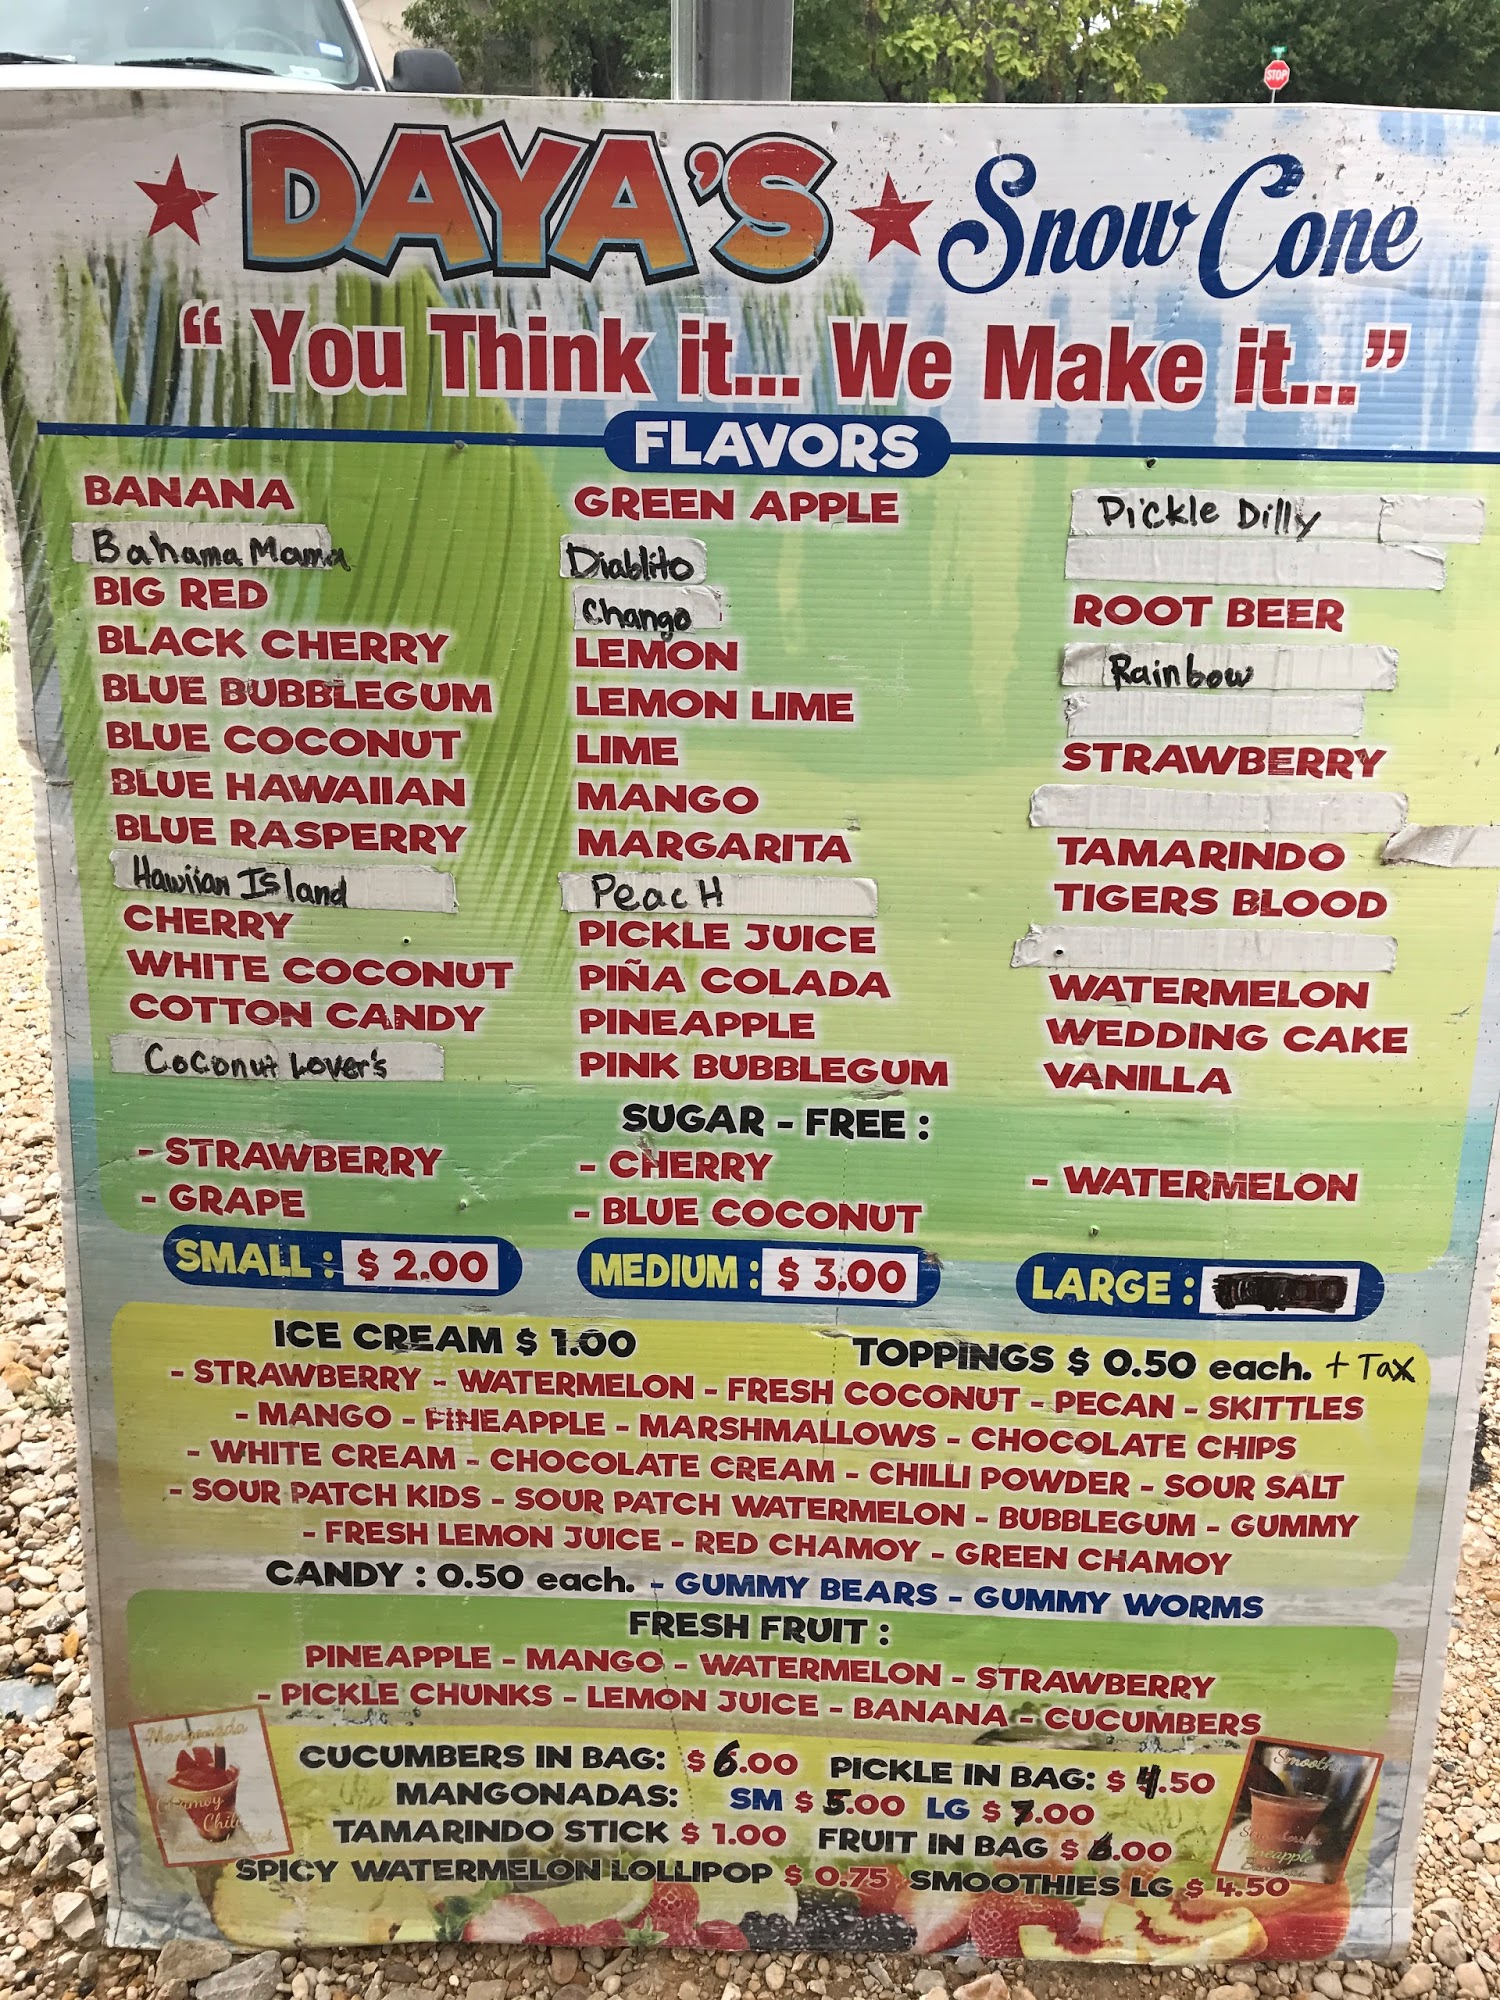 STOP
DAYA'S Snow Cone
“ You Think it... We Make it... ”
FLAVORS
BANANA
Bahama Mama
BIG RED
BLACK CHERRY
BLUE BUBBLEGUM
BLUE COCONUT
BLUE HAWAIIAN
BLUE RASPERRY
Hawiian Island
CHERRY
WHITE COCONUT
COTTON CANDY
Coconut Lover's
GREEN APPLE
Diablito
Chango
LEMON
LEMON LIME
LIME
MANGO
MARGARITA
PeacH
PICKLE JUICE
PIÑA COLADA
PINEAPPLE
PINK BUBBLEGUM
Pickle Dilly
ROOT BEER
Rainbow
STRAWBERRY
TAMARINDO
TIGERS BLOOD
WATERMELON
WEDDING CAKE
VANILLA
SUGAR - FREE :
- STRAWBERRY
- GRAPE
- CHERRY
- BLUE COCONUT
- WATERMELON
SMALL : $ 2.00 MEDIUM : $ 3.00 LARGE :
ICE CREAM $ 1.00 TOPPINGS $ 0.50 each. + Tax
- STRAWBERRY - WATERMELON - FRESH COCONUT - PECAN - SKITTLES
- MANGO - PINEAPPLE - MARSHMALLOWS - CHOCOLATE CHIPS
- WHITE CREAM - CHOCOLATE CREAM - CHILLI POWDER - SOUR SALT
- SOUR PATCH KIDS - SOUR PATCH WATERMELON - BUBBLEGUM - GUMMY
- FRESH LEMON JUICE - RED CHAMOY - GREEN CHAMOY
CANDY : 0.50 each. - GUMMY BEARS - GUMMY WORMS
FRESH FRUIT :
PINEAPPLE - MANGO - WATERMELON - STRAWBERRY
- PICKLE CHUNKS - LEMON JUICE - BANANA - CUCUMBERS
CUCUMBERS IN BAG: $ 6.00 PICKLE IN BAG: $ 4.50
MANGONADAS: SM $ 5.00 LG $ 7.00
TAMARINDO STICK $ 1.00 FRUIT IN BAG $ 6.00
SPICY WATERMELON LOLLIPOP $ 0.75 SMOOTHIES LG $ 4.50
Mangonada
Chamoy
Chili
Smoothie
Pineapple